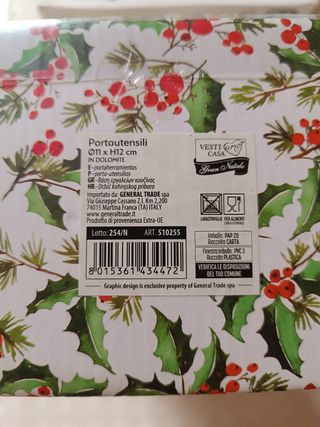 Portautensili
Ø11 x H12 cm
IN DOLOMITE
E - portaherramientas
P - porta-utensílios
GR - Βάση εργαλείων κουζίνας
HR - Držač kuhinjskog pribora
Importato da: GENERAL TRADE spa
Via Giuseppe Cassano Z.I. Km 2,200
74015 Martina Franca (TA) ITALY
www.generaltrade.it
Prodotto di provenienza Extra-UE
Lotto: 254/N ART. 510255
8 015361 434472
VESTI Casa
CASA
Gran Natale
LAVASTOVIGLIE
PER ALIMENTI
Imballo: PAP 20
Raccolta CARTA
Finestra imballo: PVC 3
Raccolta PLASTICA
VERIFICA LE DISPOSIZIONI
DEL TUO COMUNE
Graphic design is exclusive property of General Trade spa